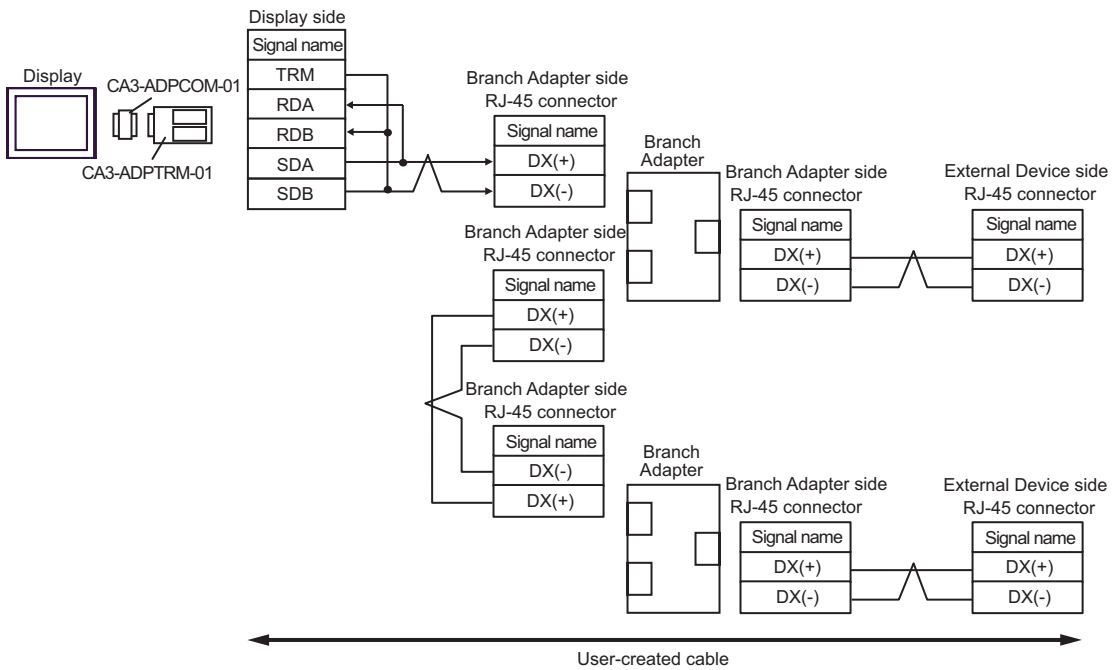 Display
CA3-ADPCOM-01
CA3-ADPTRM-01
Display side
Signal name
TRM
RDA
RDB
SDA
SDB
Branch Adapter side
RJ-45 connector
Signal name
DX(+)
DX(-)
Branch
Adapter
Branch Adapter side
RJ-45 connector
Signal name
DX(+)
DX(-)
External Device side
RJ-45 connector
Signal name
DX(+)
DX(-)
Branch Adapter side
RJ-45 connector
Signal name
DX(+)
DX(-)
Branch Adapter side
RJ-45 connector
Signal name
DX(-)
DX(+)
Branch
Adapter
Branch Adapter side
RJ-45 connector
Signal name
DX(+)
DX(-)
External Device side
RJ-45 connector
Signal name
DX(+)
DX(-)
User-created cable